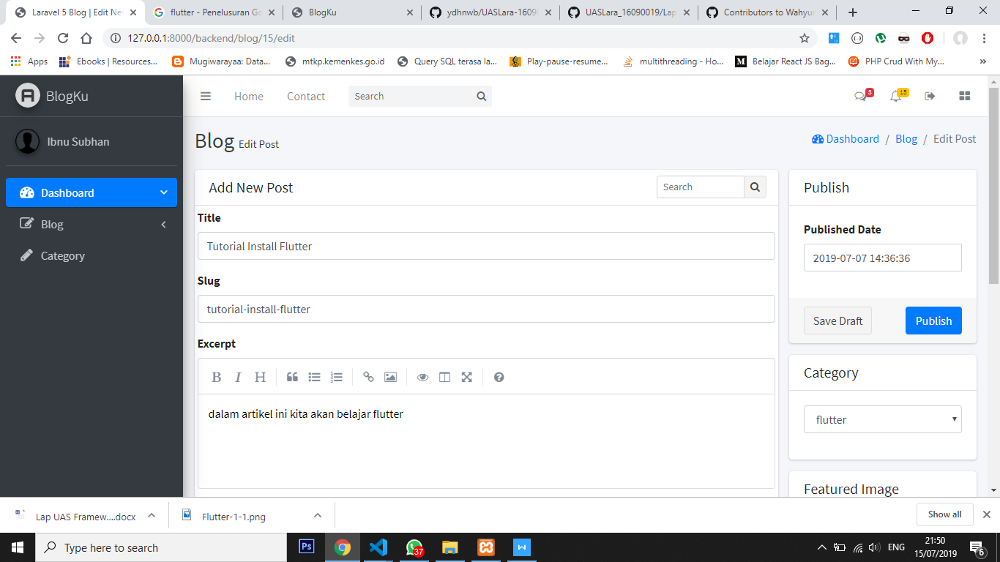 Laravel 5 Blog | Edit Ne
flutter - Penelusuran Go
BlogKu
ydhnwb/UASLara-1609
UASLara_16090019/Lap
Contributors to Wahyu
127.0.0.1:8000/backend/blog/15/edit
Apps
Ebooks | Resources...
Mugiwarayaa: Data...
mtkp.kemenkes.go.id
Query SQL terasa la...
Play-pause-resume...
multithreading - Ho...
Belajar React JS Bag...
PHP Crud With My...
»
BlogKu
Home
Contact
Search
3
15
Ibnu Subhan
Blog Edit Post
Dashboard / Blog / Edit Post
Dashboard
Blog
Category
Add New Post
Search
Title
Tutorial Install Flutter
Slug
tutorial-install-flutter
Excerpt
B I H
dalam artikel ini kita akan belajar flutter
Publish
Published Date
2019-07-07 14:36:36
Save Draft
Publish
Category
flutter
Featured Image
Lap UAS Framew....docx
Flutter-1-1.png
Show all
Type here to search
Ps
37
W
ENG
21:50
15/07/2019
6